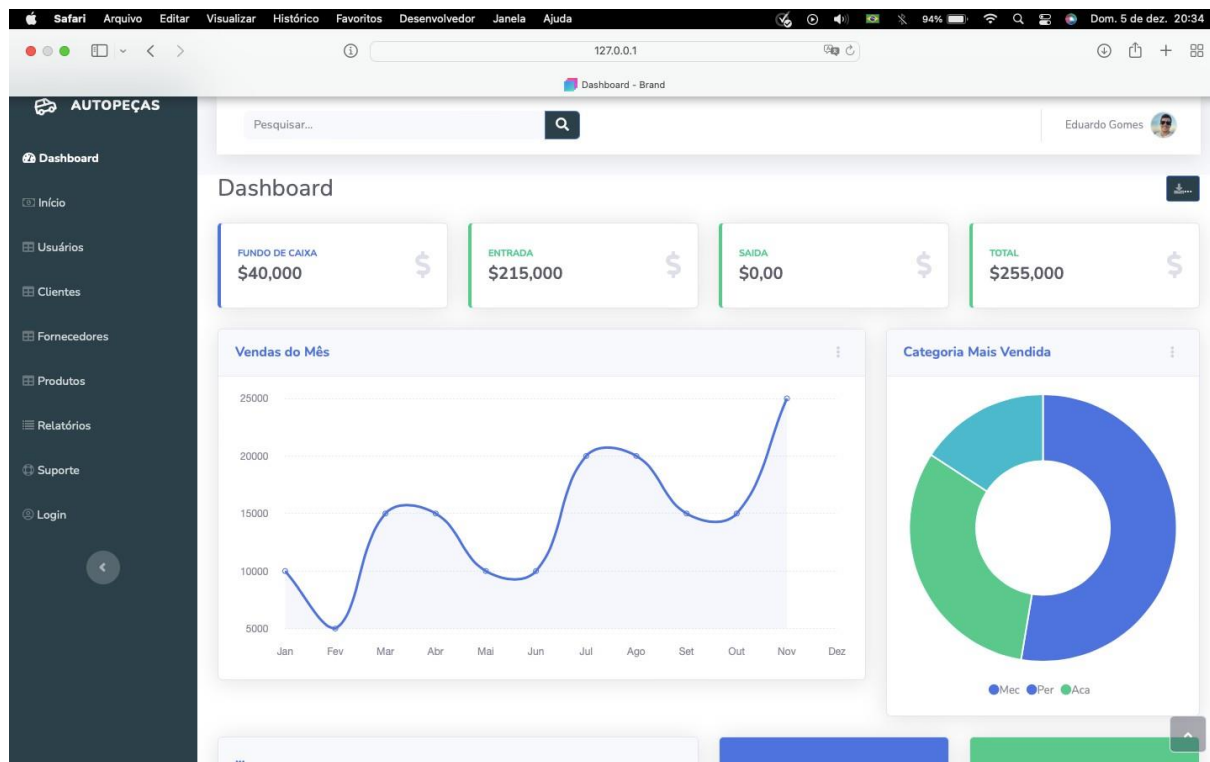 Safari Arquivo Editar Visualizar Histórico Favoritos Desenvolvedor Janela Ajuda 94% Dom. 5 de dez. 20:34
127.0.0.1
Dashboard - Brand
AUTOPEÇAS
Pesquisar...
Eduardo Gomes
Dashboard
Início
Usuários
Clientes
Fornecedores
Produtos
Relatórios
Suporte
Login
Dashboard
FUNDO DE CAIXA
$40,000
ENTRADA
$215,000
SAIDA
$0,00
TOTAL
$255,000
Vendas do Mês
25000
20000
15000
10000
5000
Jan Fev Mar Abr Mai Jun Jul Ago Set Out Nov Dez
Categoria Mais Vendida
Mec Per Aca